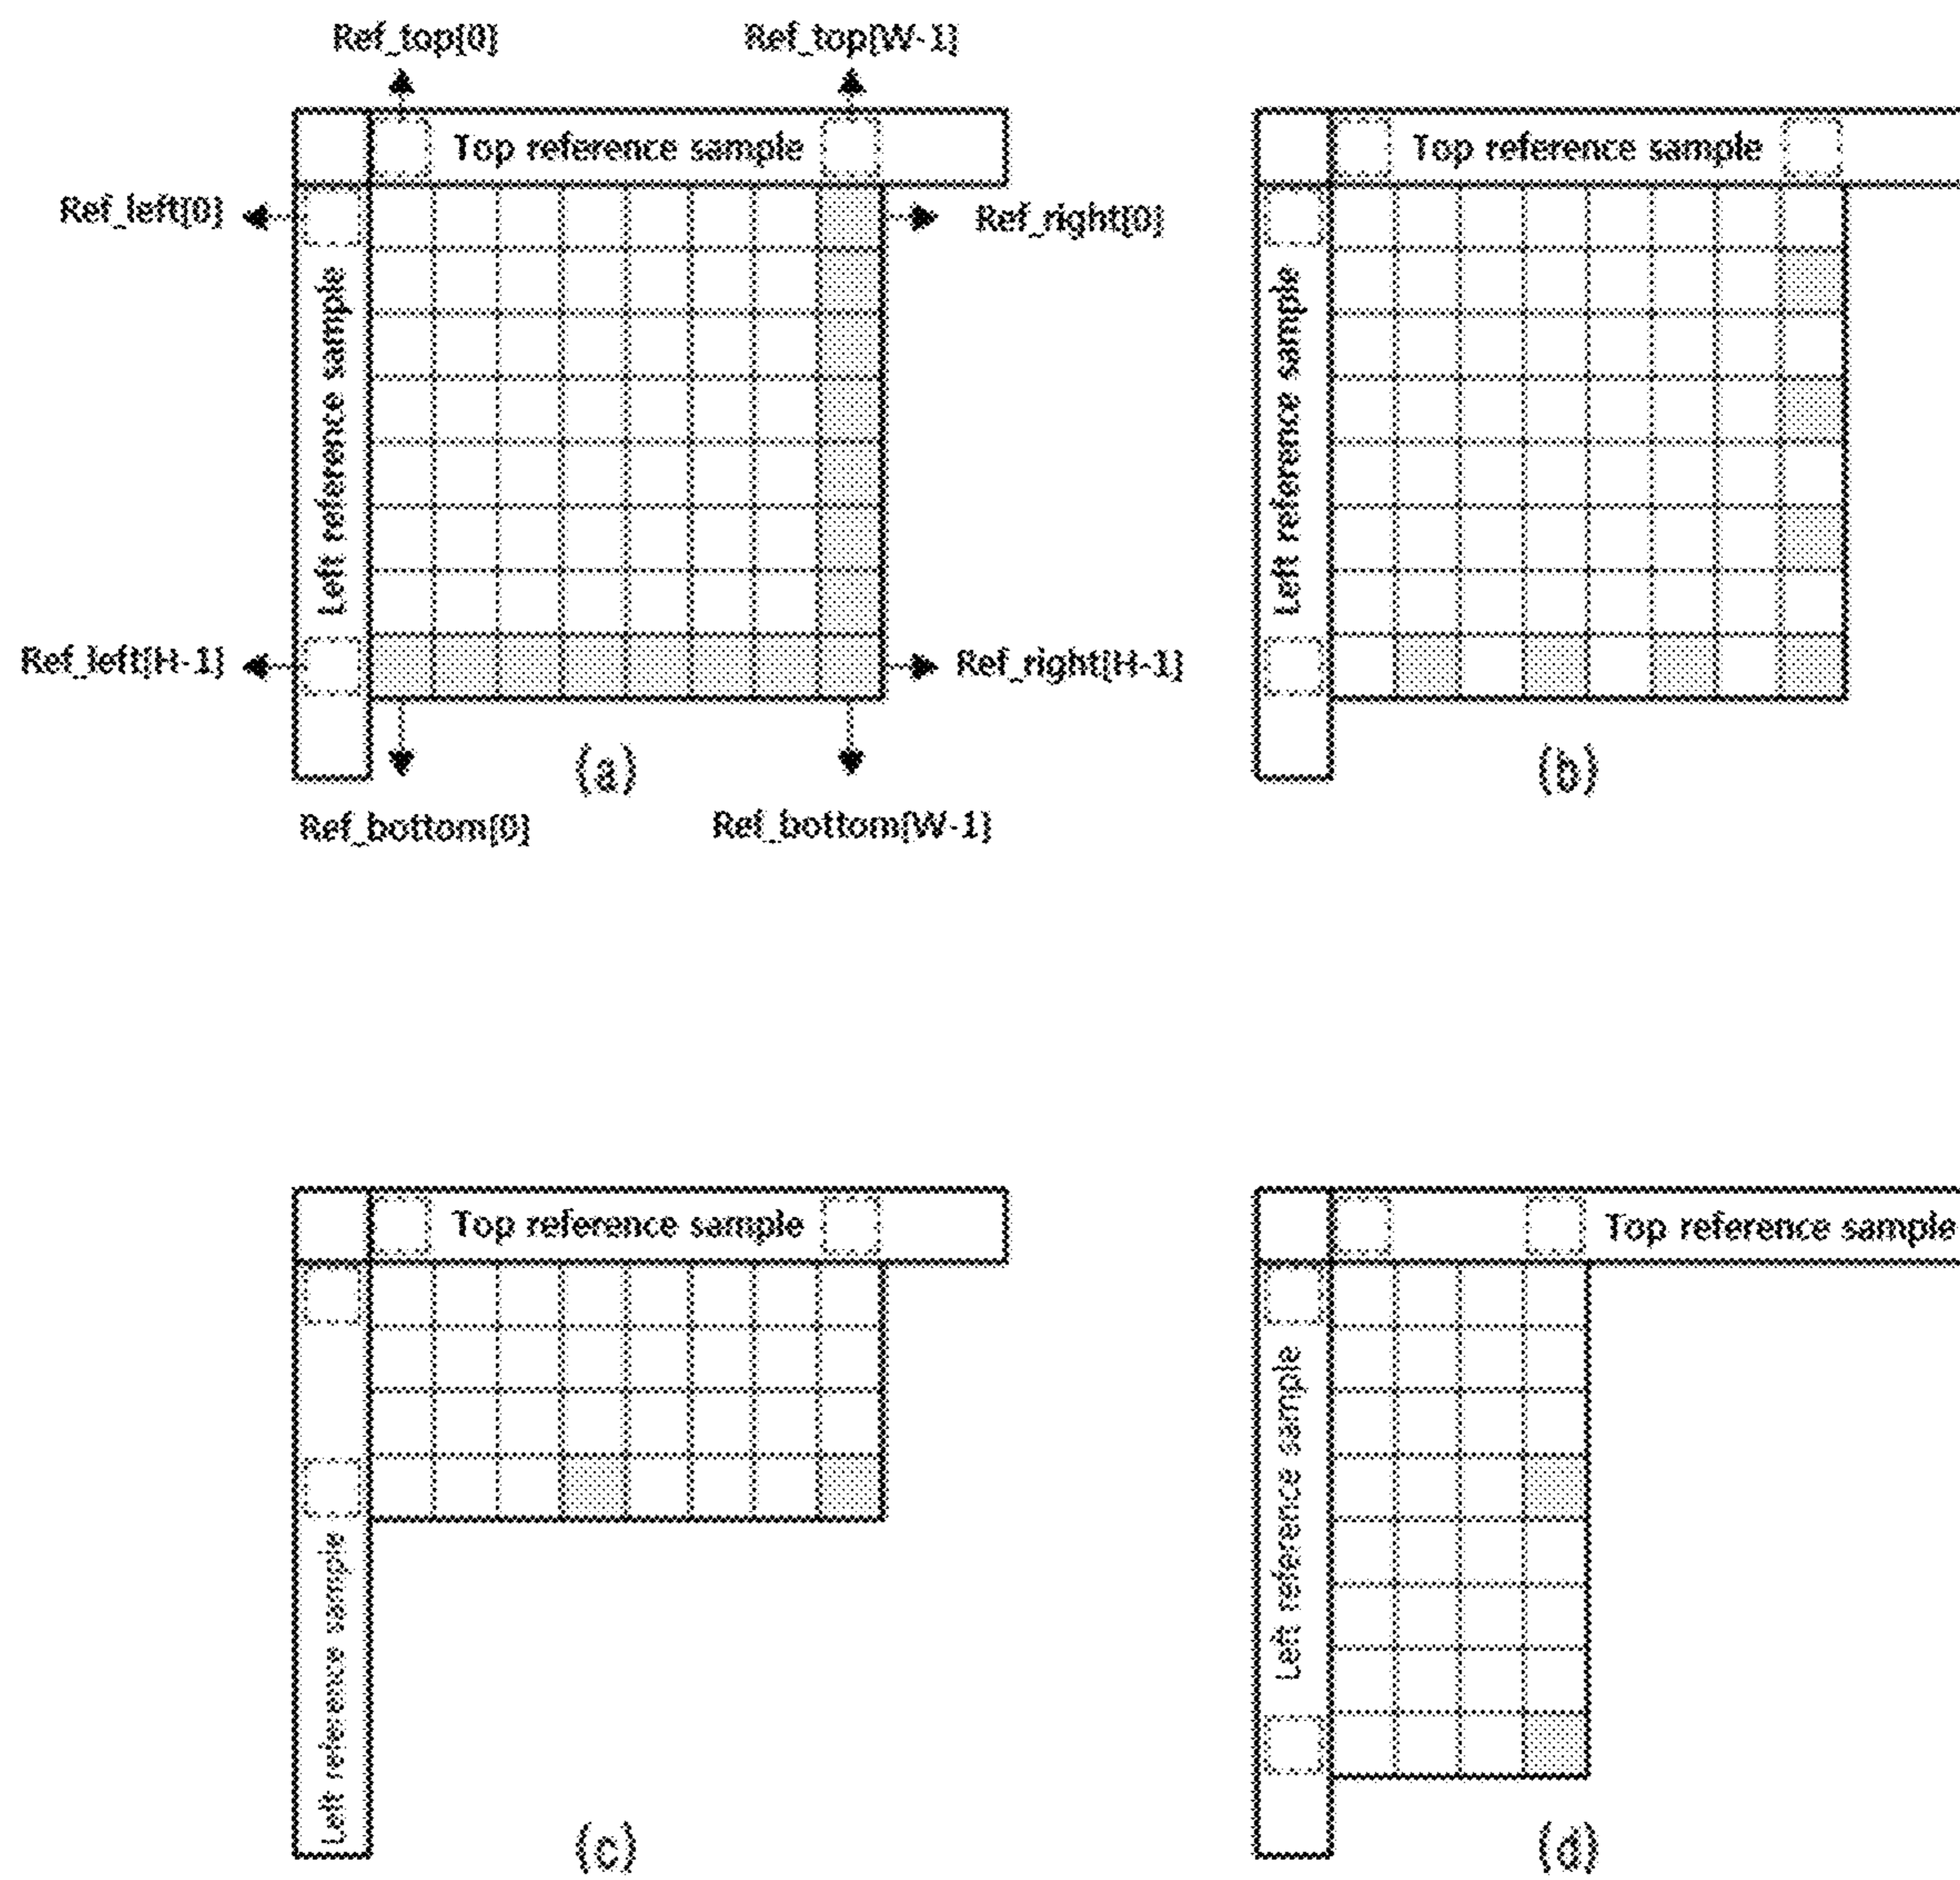 Ref_top[0]
Ref_top[W-1]
Top reference sample
Ref_left[0]
Ref_right[0]
Left reference sample
Ref_left[H-1]
Ref_right[H-1]
(a)
Ref_bottom[0]
Ref_bottom[W-1]
Top reference sample
Left reference sample
(b)
Top reference sample
Left reference sample
(c)
Top reference sample
Left reference sample
(d)